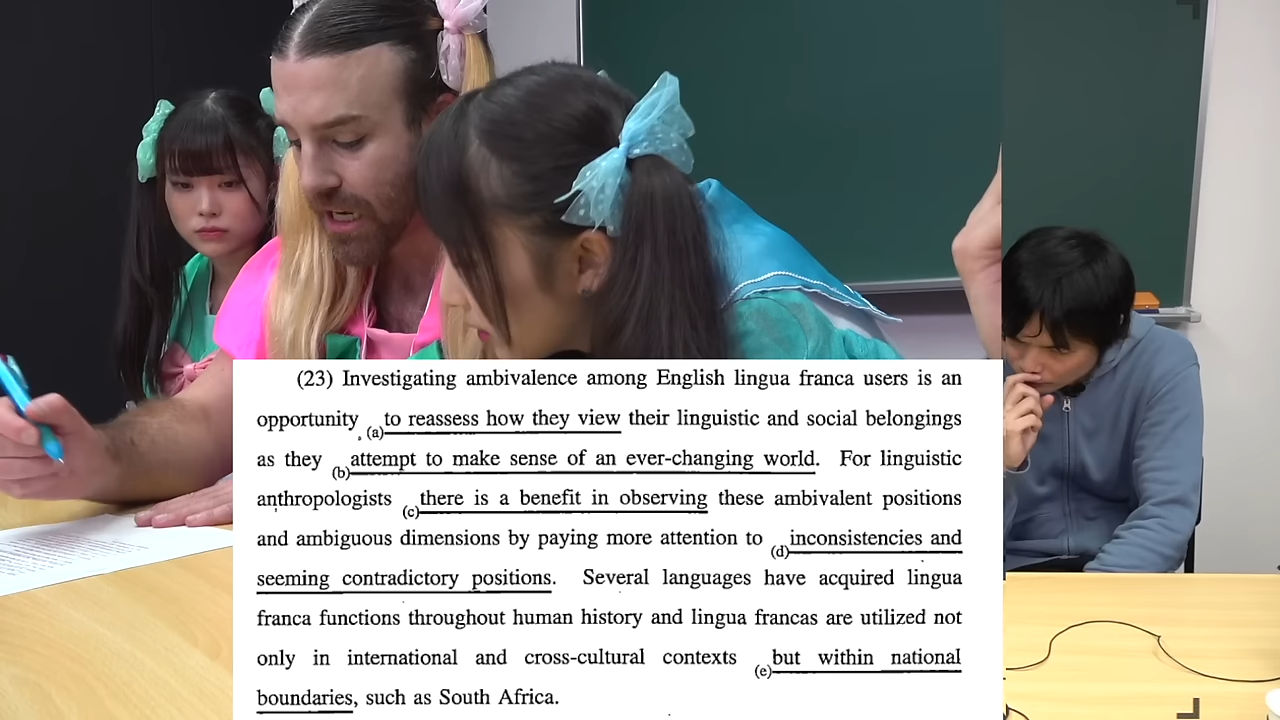 (23) Investigating ambivalence among English lingua franca users is an
opportunity (a)to reassess how they view their linguistic and social belongings
as they (b)attempt to make sense of an ever-changing world. For linguistic
anthropologists (c)there is a benefit in observing these ambivalent positions
and ambiguous dimensions by paying more attention to (d)inconsistencies and
seeming contradictory positions. Several languages have acquired lingua
franca functions throughout human history and lingua francas are utilized not
only in international and cross-cultural contexts (e)but within national
boundaries, such as South Africa.